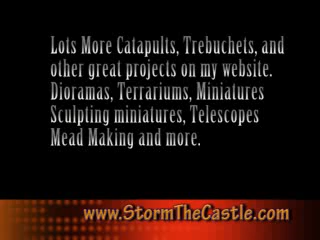 Lots More Catapults, Trebuchets, and
other great projects on my website.
Dioramas, Terrariums, Miniatures
Sculpting miniatures, Telescopes
Mead Making and more.
www.StormTheCastle.com